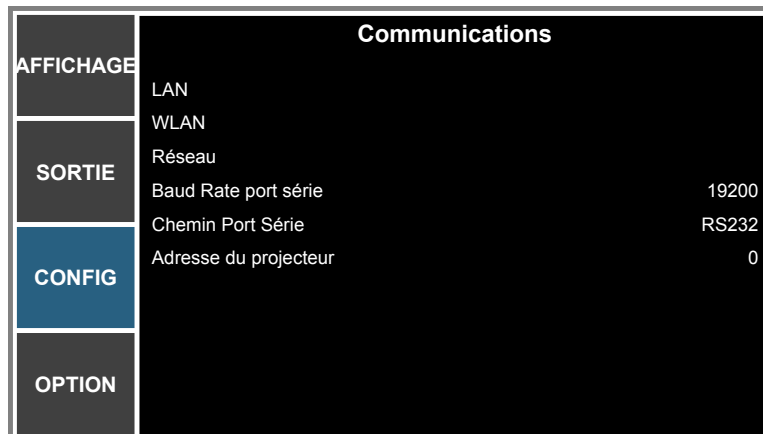 Communications
AFFICHAGE
LAN
WLAN
Réseau
SORTIE
Baud Rate port série 19200
Chemin Port Série RS232
Adresse du projecteur 0
CONFIG
OPTION